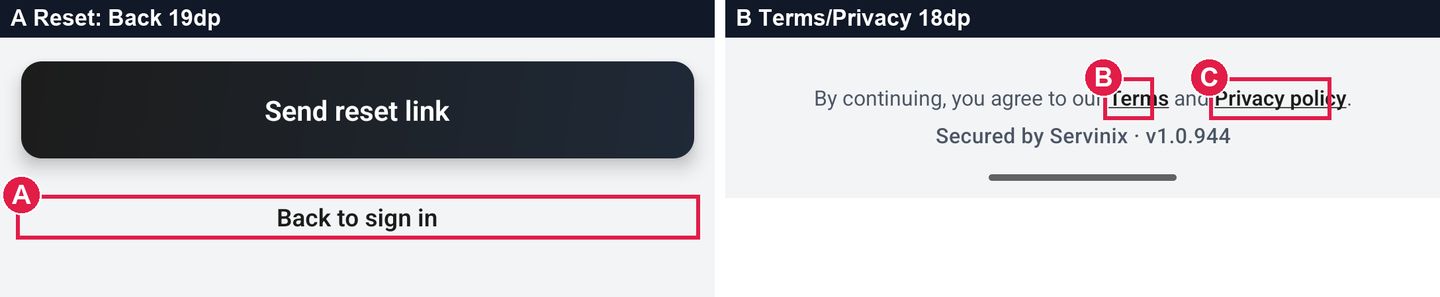 A Reset: Back 19dp
Send reset link
A
Back to sign in
B Terms/Privacy 18dp
B
C
By continuing, you agree to our Terms and Privacy policy.
Secured by Servinix · v1.0.944